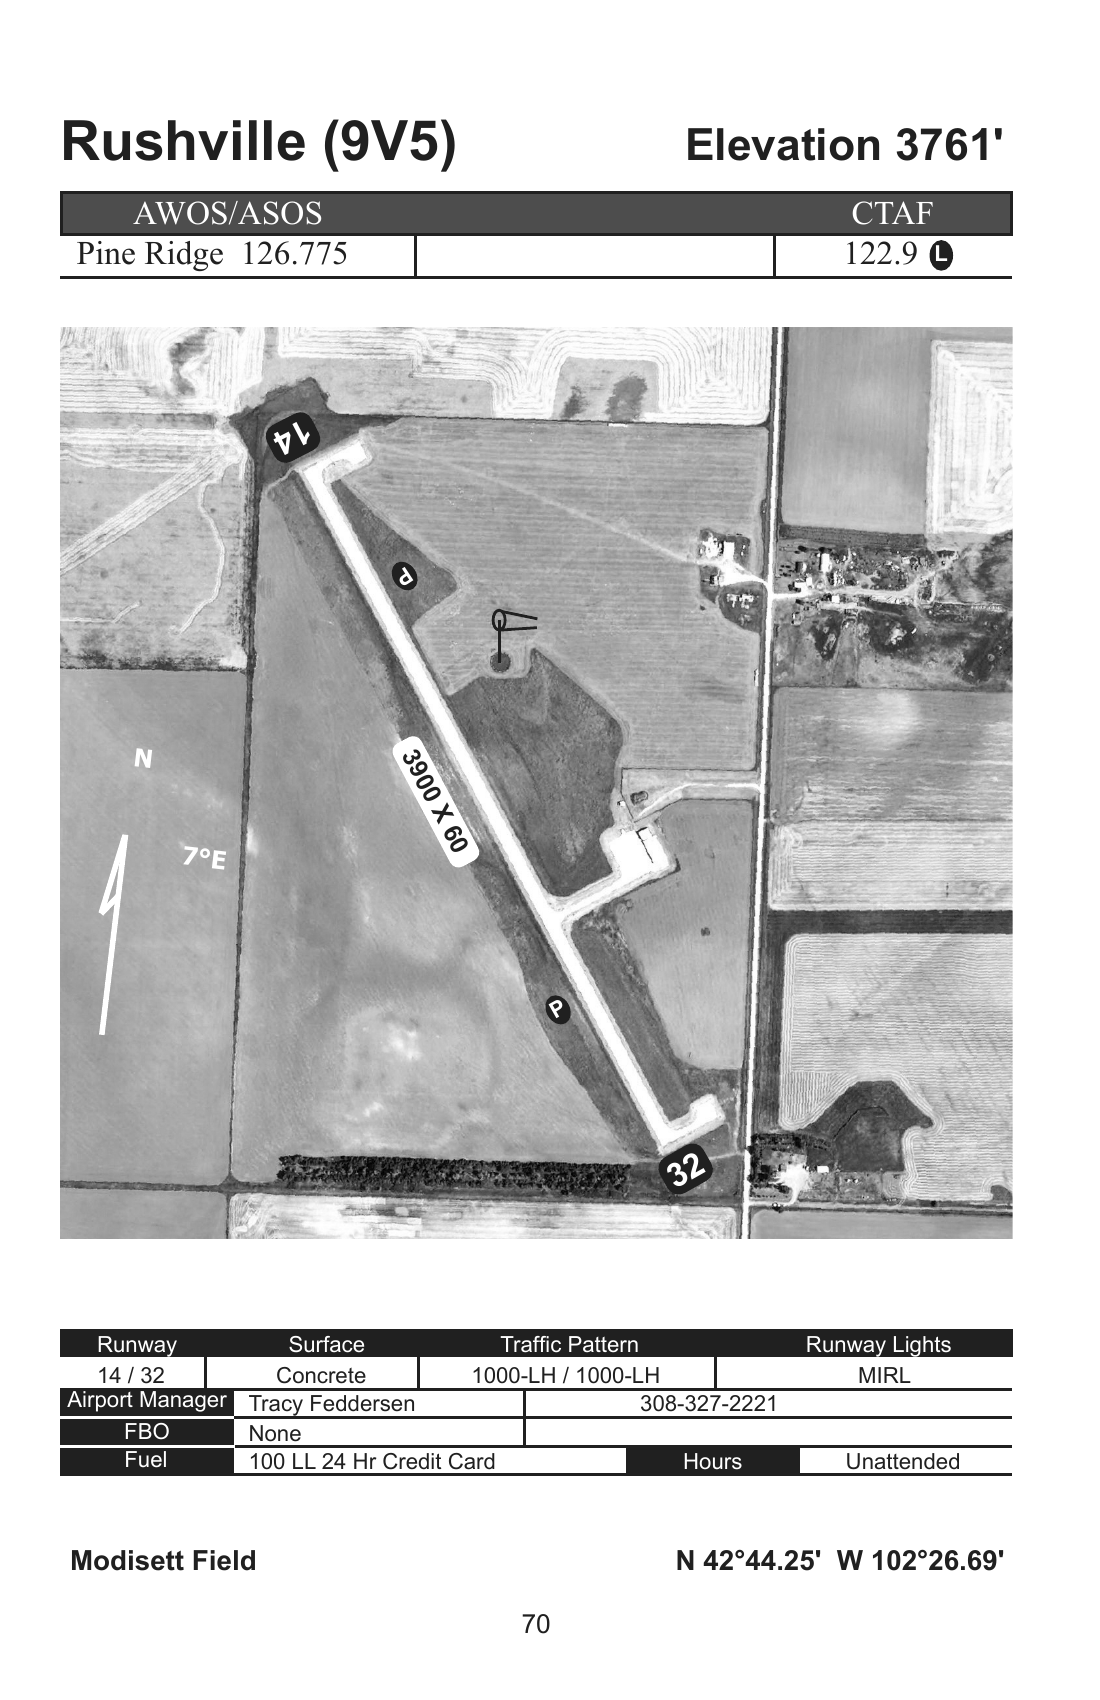 Rushville (9V5) Elevation 3761'
AWOS/ASOS CTAF
Pine Ridge 126.775 122.9 L
14
P
3900 X 60
N
7°E
P
32
Runway Surface Traffic Pattern Runway Lights
14 / 32 Concrete 1000-LH / 1000-LH MIRL
Airport Manager Tracy Feddersen 308-327-2221
FBO None
Fuel 100 LL 24 Hr Credit Card Hours Unattended
Modisett Field N 42°44.25' W 102°26.69'
70